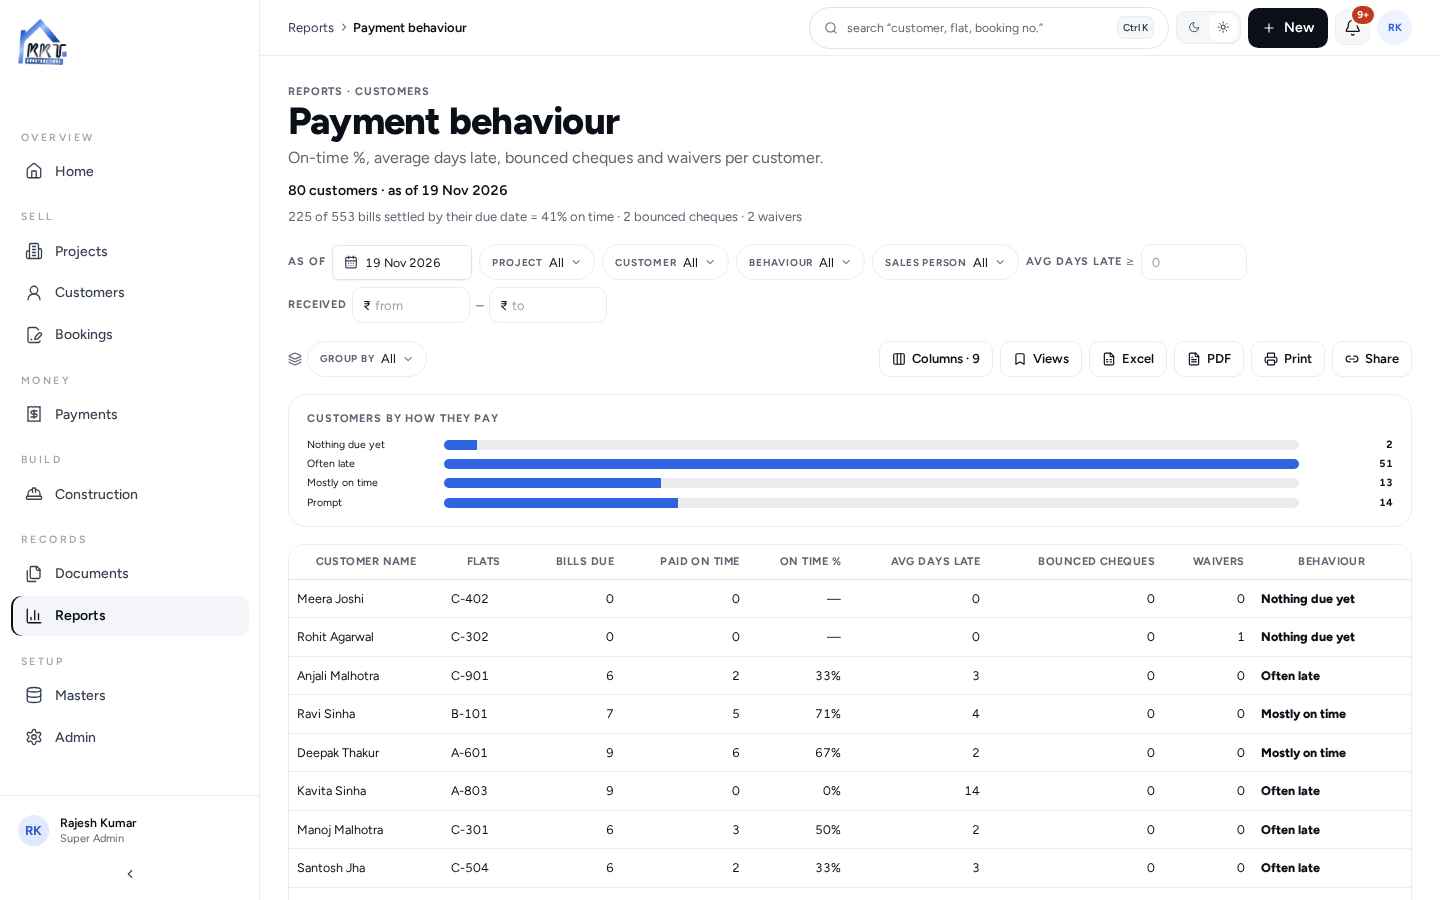 RKT
CONSTRUCTIONS
Reports > Payment behaviour
search “customer, flat, booking no.”
Ctrl K
+ New
9+
RK
OVERVIEW
Home
SELL
Projects
Customers
Bookings
MONEY
Payments
BUILD
Construction
RECORDS
Documents
Reports
SETUP
Masters
Admin
RK
Rajesh Kumar
Super Admin
REPORTS · CUSTOMERS
Payment behaviour
On-time %, average days late, bounced cheques and waivers per customer.
80 customers · as of 19 Nov 2026
225 of 553 bills settled by their due date = 41% on time · 2 bounced cheques · 2 waivers
AS OF 19 Nov 2026 PROJECT All CUSTOMER All BEHAVIOUR All SALES PERSON All AVG DAYS LATE ≥ 0
RECEIVED ₹ from – ₹ to
GROUP BY All Columns · 9 Views Excel PDF Print Share
CUSTOMERS BY HOW THEY PAY
Nothing due yet 2
Often late 51
Mostly on time 13
Prompt 14
CUSTOMER NAME FLATS BILLS DUE PAID ON TIME ON TIME % AVG DAYS LATE BOUNCED CHEQUES WAIVERS BEHAVIOUR
Meera Joshi C-402 0 0 — 0 0 0 Nothing due yet
Rohit Agarwal C-302 0 0 — 0 0 1 Nothing due yet
Anjali Malhotra C-901 6 2 33% 3 0 0 Often late
Ravi Sinha B-101 7 5 71% 4 0 0 Mostly on time
Deepak Thakur A-601 9 6 67% 2 0 0 Mostly on time
Kavita Sinha A-803 9 0 0% 14 0 0 Often late
Manoj Malhotra C-301 6 3 50% 2 0 0 Often late
Santosh Jha C-504 6 2 33% 3 0 0 Often late